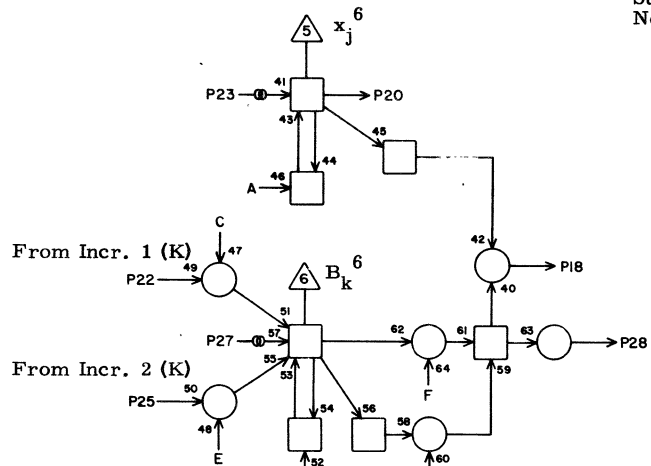 St
N
5 x_j^6
P23 41 P20
43 44 45
A 46
C
From Incr. 1 (K) 47 42
49 P22 6 B_k^6 P18
40
51
P27 57 62 61 63
55 P28
From Incr. 2 (K) 53 64 59
50 P25 54 56 F
48 58
E 52 60